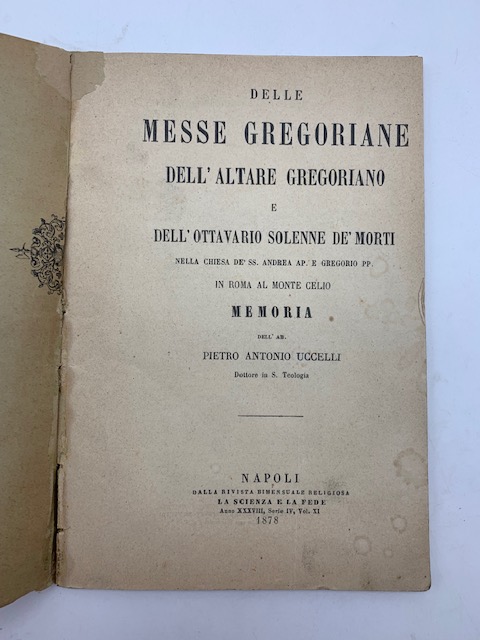 DELLE
MESSE GREGORIANE
DELL'ALTARE GREGORIANO
E
DELL'OTTAVARIO SOLENNE DE' MORTI
NELLA CHIESA DE' SS. ANDREA AP. E GREGORIO PP.
IN ROMA AL MONTE CELIO
MEMORIA
DELL' AB.
PIETRO ANTONIO UCCELLI
Dottore in S. Teologia
NAPOLI
DALLA RIVISTA BIMENSUALE RELIGIOSA
LA SCIENZA E LA FEDE
Anno XXXVIII, Serie IV, Vol. XI
1878